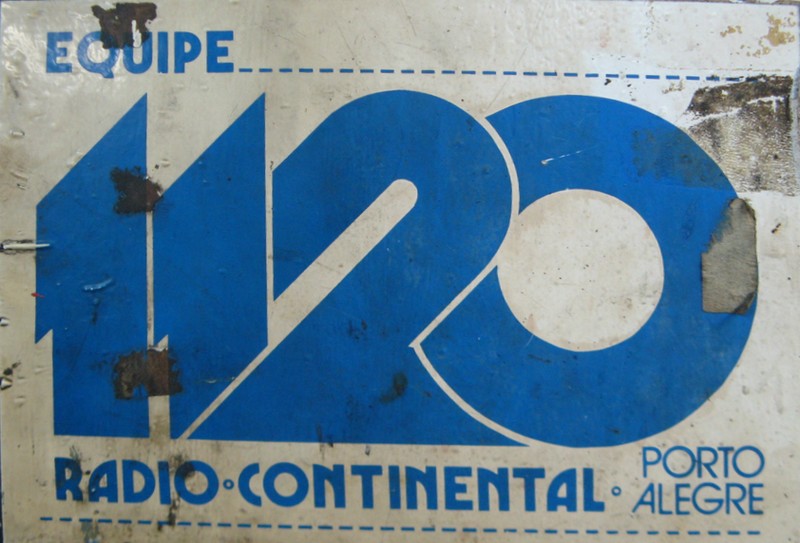 EQUIPE
1120
RADIO CONTINENTAL PORTO ALEGRE